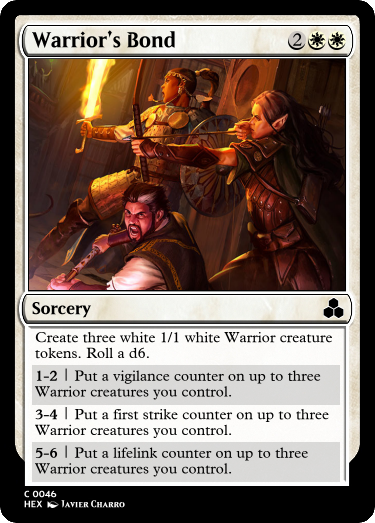 Warrior's Bond 2
Sorcery
Create three white 1/1 white Warrior creature
tokens. Roll a d6.
1-2 | Put a vigilance counter on up to three
Warrior creatures you control.
3-4 | Put a first strike counter on up to three
Warrior creatures you control.
5-6 | Put a lifelink counter on up to three
Warrior creatures you control.
C 0046
HEX Javier Charro